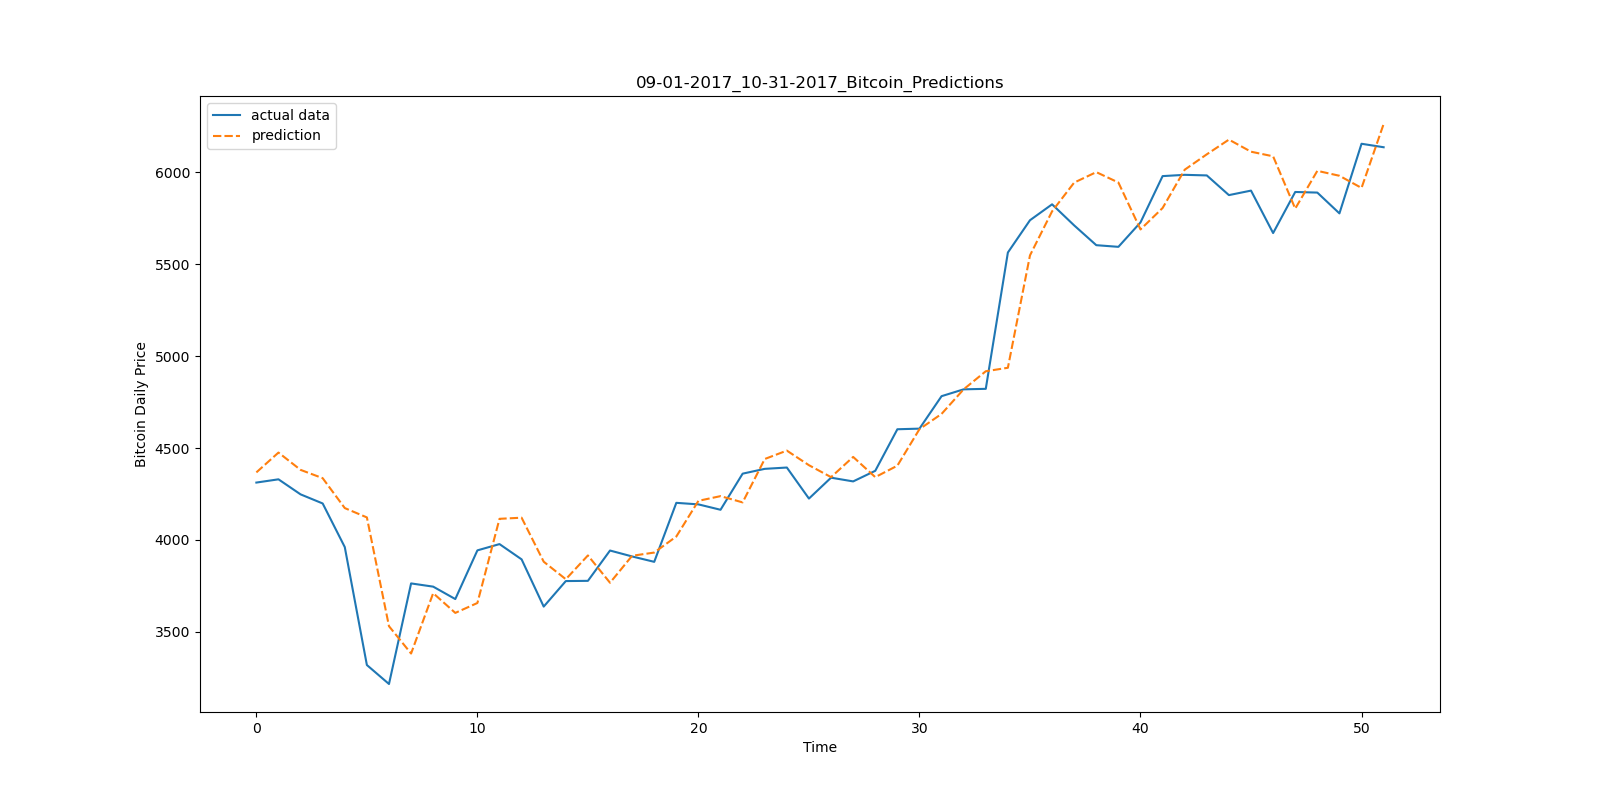 09-01-2017_10-31-2017_Bitcoin_Predictions
actual data
prediction
6000
5500
5000
4500
4000
3500
Bitcoin Daily Price
0 10 20 30 40 50
Time